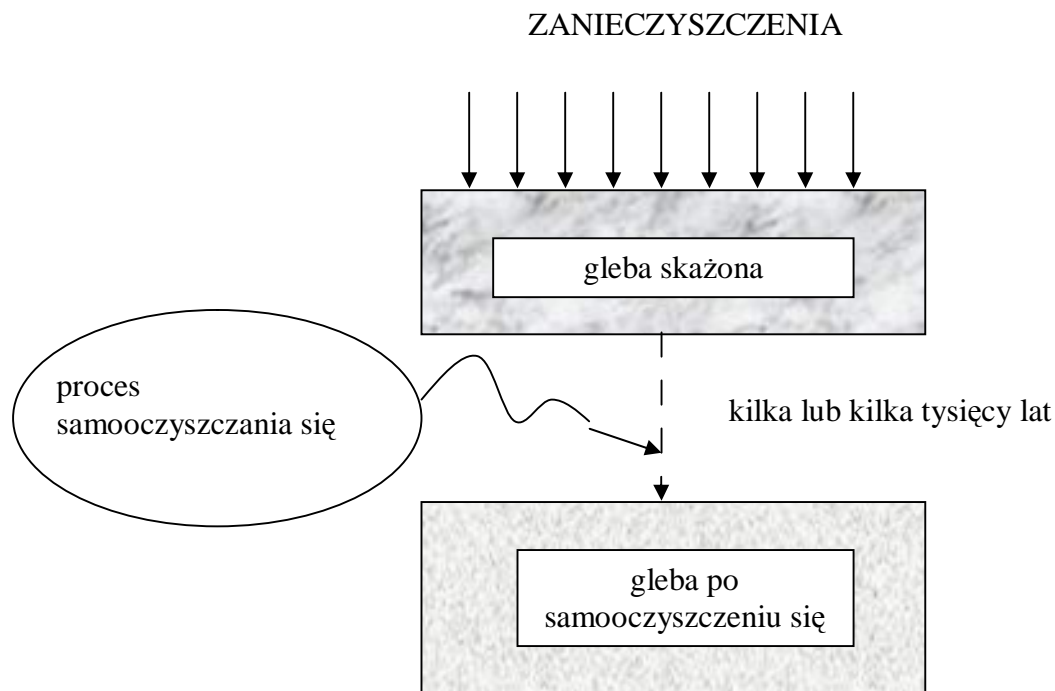 ZANIECZYSZCZENIA
gleba skażona
proces
samooczyszczania się
kilka lub kilka tysięcy lat
gleba po
samooczyszczeniu się